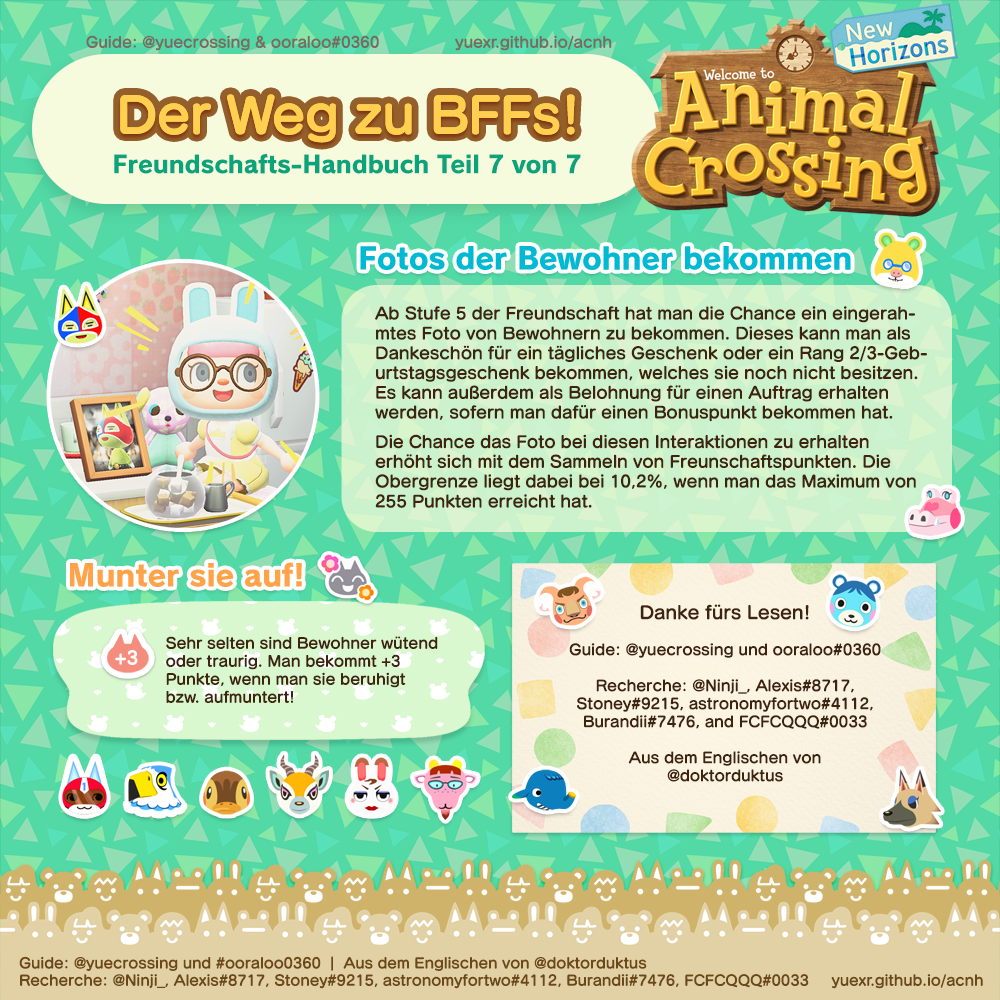 Guide: @yuecrossing & ooraloo#0360
yuexr.github.io/acnh
Der Weg zu BFFs!
Freundschafts-Handbuch Teil 7 von 7
New
Horizons
Welcome to
Animal
Crossing
Fotos der Bewohner bekommen
Ab Stufe 5 der Freundschaft hat man die Chance ein eingerah-
mtes Foto von Bewohnern zu bekommen. Dieses kann man als
Dankeschön für ein tägliches Geschenk oder ein Rang 2/3-Geb-
urtstagsgeschenk bekommen, welches sie noch nicht besitzen.
Es kann außerdem als Belohnung für einen Auftrag erhalten
werden, sofern man dafür einen Bonuspunkt bekommen hat.
Die Chance das Foto bei diesen Interaktionen zu erhalten
erhöht sich mit dem Sammeln von Freunschaftspunkten. Die
Obergrenze liegt dabei bei 10,2%, wenn man das Maximum von
255 Punkten erreicht hat.
Munter sie auf!
+3
Sehr selten sind Bewohner wütend
oder traurig. Man bekommt +3
Punkte, wenn man sie beruhigt
bzw. aufmuntert!
Danke fürs Lesen!
Guide: @yuecrossing und ooraloo#0360
Recherche: @Ninji_, Alexis#8717,
Stoney#9215, astronomyfortwo#4112,
Burandii#7476, and FCFCQQQ#0033
Aus dem Englischen von
@doktorduktus
Guide: @yuecrossing und #ooraloo0360 | Aus dem Englischen von @doktorduktus
Recherche: @Ninji_, Alexis#8717, Stoney#9215, astronomyfortwo#4112, Burandii#7476, FCFCQQQ#0033
yuexr.github.io/acnh